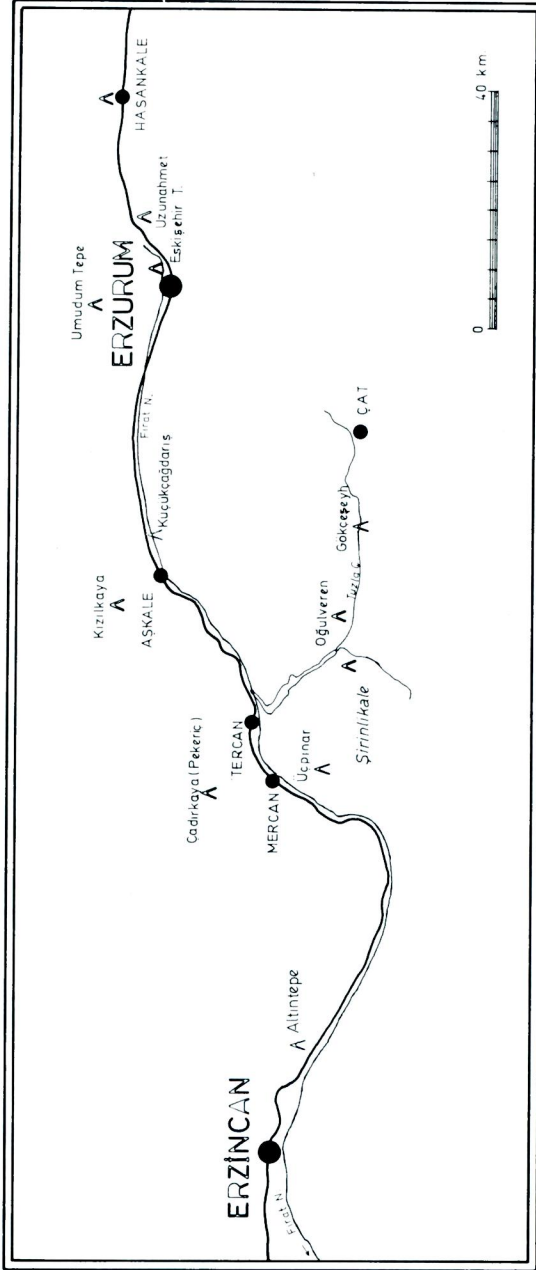 HASANKALE
Uzunahmet
Eskişehir T.
Umudum Tepe
ERZURUM
Fırat N.
Küçükçağdarış
AŞKALE
Kızılkaya
ÇAT
Gökçeşeyh
Tuzla Ç.
Oğulveren
Şirinlikale
TERCAN
Üçpınar
MERCAN
Çadırkaya (Pekeriç)
Altıntepe
ERZİNCAN
Fırat N
0
40 km